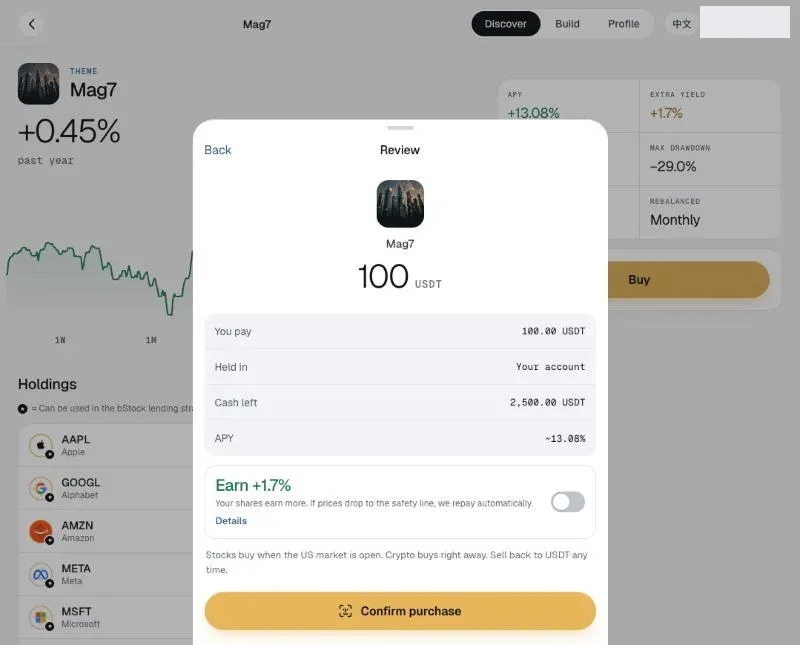 Mag7
Discover
Build
Profile
中文
THEME
Mag7
+0.45%
past year
APY
+13.08%
EXTRA YIELD
+1.7%
MAX DRAWDOWN
-29.0%
REBALANCED
Monthly
Buy
1W
1M
Holdings
= Can be used in the bStock lending
AAPL
Apple
GOOGL
Alphabet
AMZN
Amazon
META
Meta
MSFT
Microsoft
Back
Review
Mag7
100 USDT
You pay 100.00 USDT
Held in Your account
Cash left 2,500.00 USDT
APY ~13.08%
Earn +1.7%
Your shares earn more. If prices drop to the safety line, we repay automatically.
Details
Stocks buy when the US market is open. Crypto buys right away. Sell back to USDT any
time.
Confirm purchase